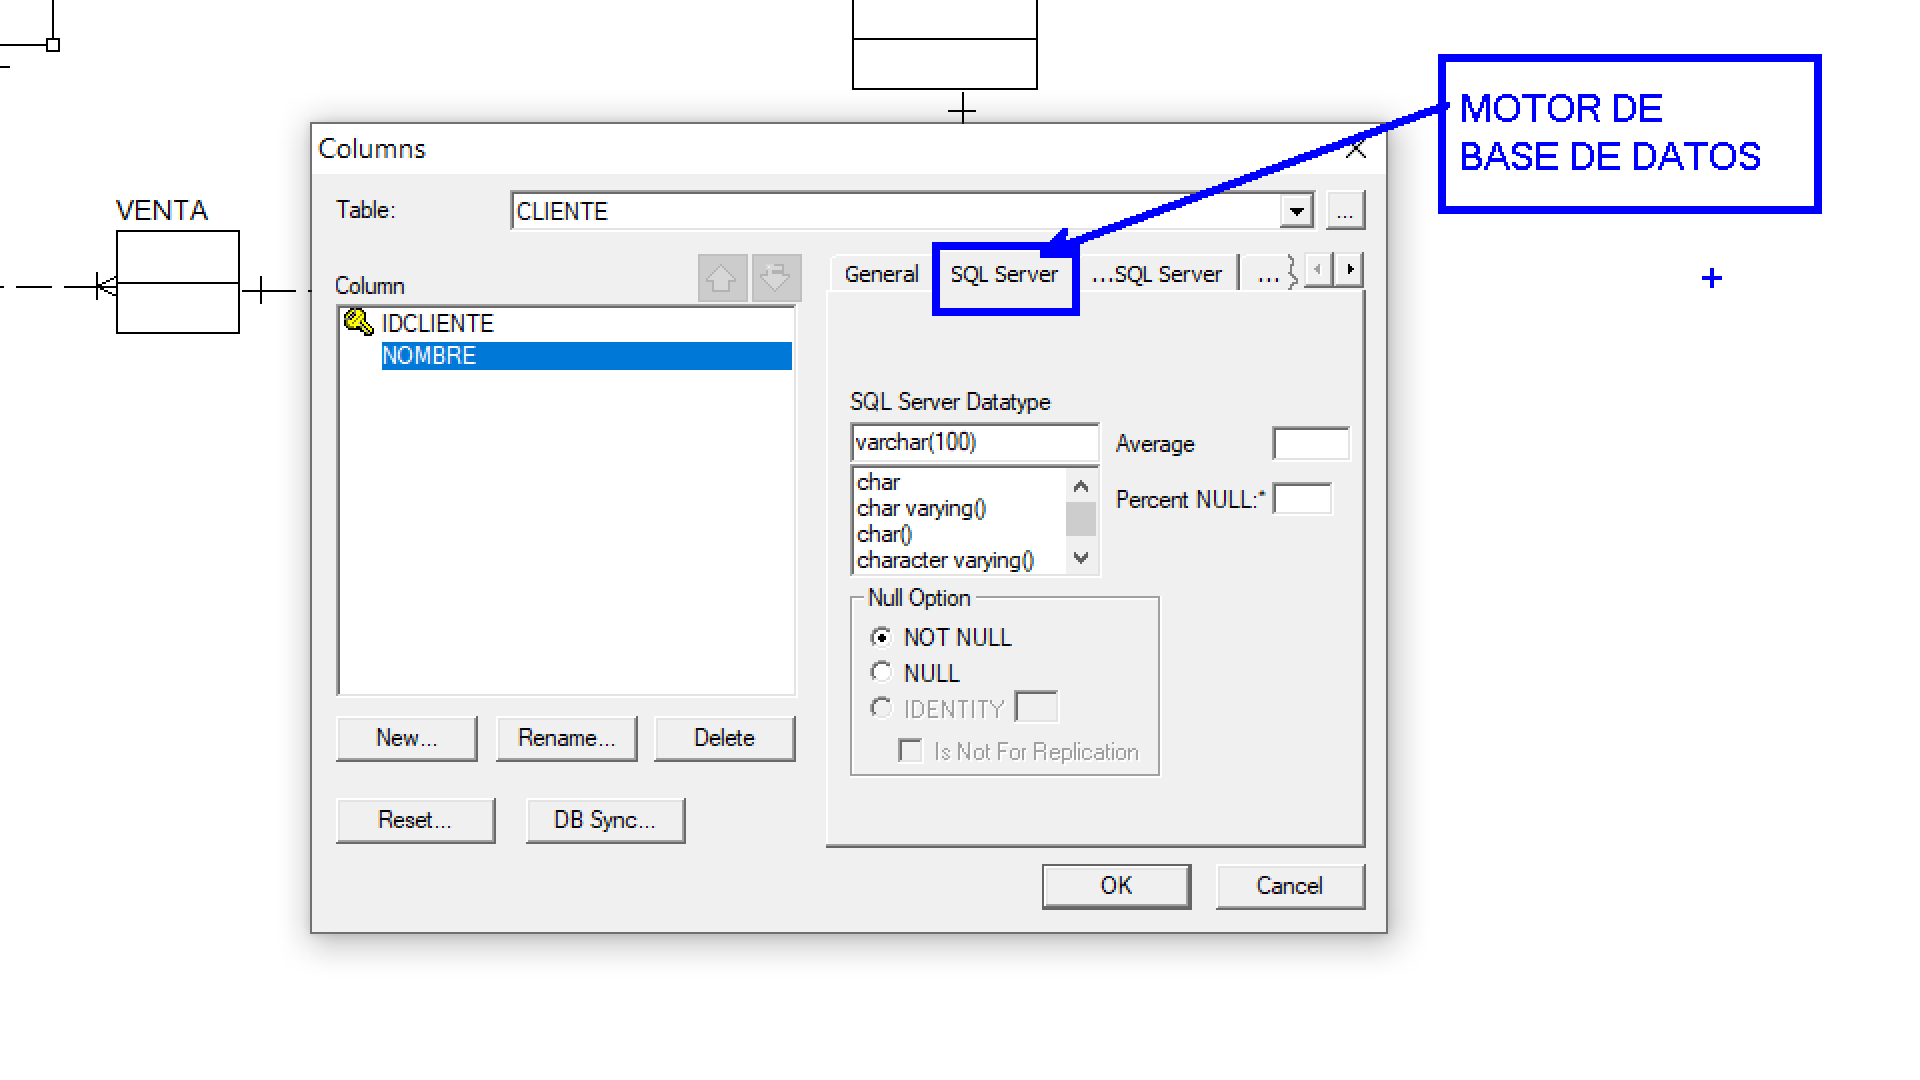 MOTOR DE
BASE DE DATOS
Columns
Table:
CLIENTE
...
VENTA
Column
General
SQL Server
...SQL Server
...
IDCLIENTE
NOMBRE
SQL Server Datatype
varchar(100)
Average
char
char varying()
char()
character varying()
Percent NULL:*
Null Option
NOT NULL
NULL
IDENTITY
Is Not For Replication
New...
Rename...
Delete
Reset...
DB Sync...
OK
Cancel